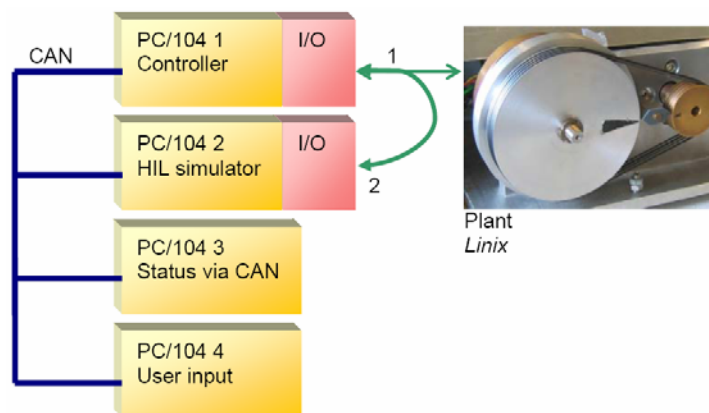 CAN
PC/104 1
Controller
I/O
1
PC/104 2
HIL simulator
I/O
2
Plant
Linix
PC/104 3
Status via CAN
PC/104 4
User input